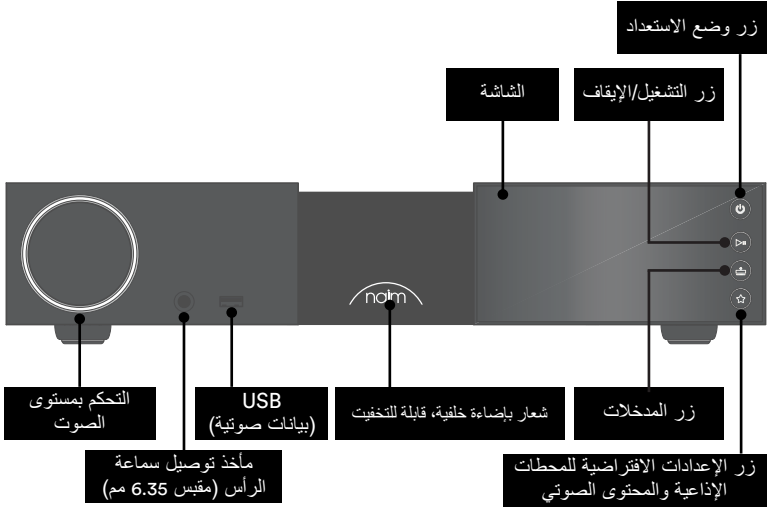 زر وضع الاستعداد
زر التشغيل/الإيقاف
الشاشة
naim
التحكم بمستوى
الصوت
USB
(بيانات صوتية)
شعار بإضاءة خلفية، قابلة للتخفيت
زر المدخلات
مأخذ توصيل سماعة
الرأس (مقبس 6.35 مم)
زر الإعدادات الافتراضية للمحطات
الإذاعية والمحتوى الصوتي